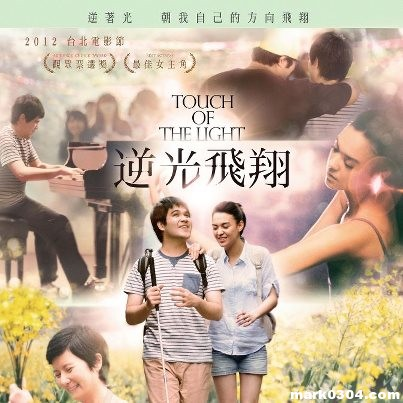 逆著光 朝我自己的方向飛翔
2012 台北電影節
觀眾票選獎 最佳女主角
TOUCH
OF
THE LIGHT
逆光飛翔
mark0304.com